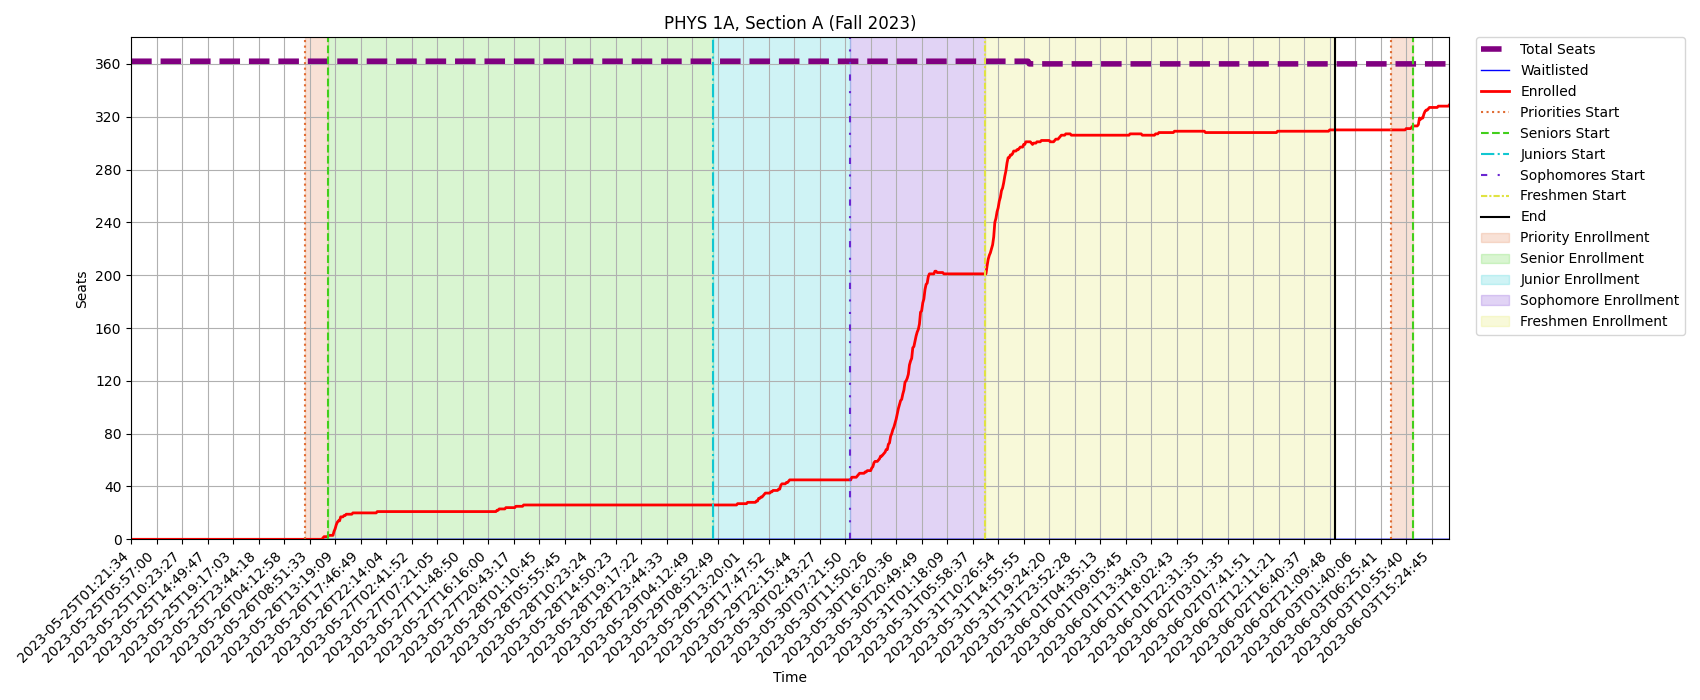 PHYS 1A, Section A (Fall 2023)
Seats
360
320
280
240
200
160
120
80
40
0
2023-05-25T01:21:34
2023-05-25T05:57:00
2023-05-25T10:23:27
2023-05-25T14:49:47
2023-05-25T19:17:03
2023-05-25T23:44:18
2023-05-26T04:12:58
2023-05-26T08:51:33
2023-05-26T13:19:09
2023-05-26T17:46:49
2023-05-26T22:14:04
2023-05-27T02:41:52
2023-05-27T07:21:05
2023-05-27T11:48:50
2023-05-27T16:16:00
2023-05-27T20:43:17
2023-05-28T01:10:45
2023-05-28T05:55:45
2023-05-28T10:23:24
2023-05-28T14:50:23
2023-05-28T19:17:22
2023-05-28T23:44:33
2023-05-29T04:12:49
2023-05-29T08:52:49
2023-05-29T13:20:01
2023-05-29T17:47:52
2023-05-29T22:15:44
2023-05-30T02:43:27
2023-05-30T07:21:50
2023-05-30T11:50:26
2023-05-30T16:20:36
2023-05-30T20:49:49
2023-05-31T01:18:09
2023-05-31T05:58:37
2023-05-31T10:26:54
2023-05-31T14:55:55
2023-05-31T19:24:20
2023-05-31T23:52:28
2023-06-01T04:35:13
2023-06-01T09:05:45
2023-06-01T13:34:03
2023-06-01T18:02:43
2023-06-01T22:31:35
2023-06-02T03:01:35
2023-06-02T07:41:51
2023-06-02T12:11:21
2023-06-02T16:40:37
2023-06-02T21:09:48
2023-06-03T01:40:06
2023-06-03T06:25:41
2023-06-03T10:55:40
2023-06-03T15:24:45
Time
Total Seats
Waitlisted
Enrolled
Priorities Start
Seniors Start
Juniors Start
Sophomores Start
Freshmen Start
End
Priority Enrollment
Senior Enrollment
Junior Enrollment
Sophomore Enrollment
Freshmen Enrollment